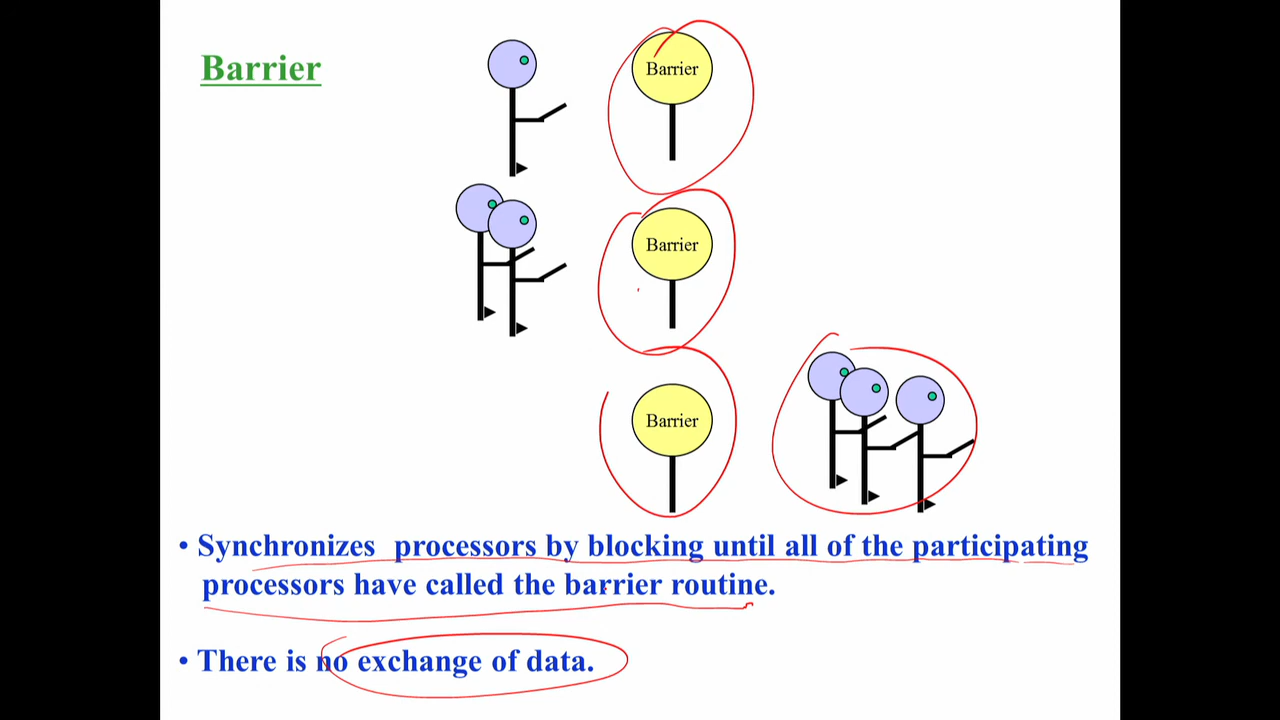 Barrier
Barrier
Barrier
Barrier
• Synchronizes processors by blocking until all of the participating
processors have called the barrier routine.
• There is no exchange of data.